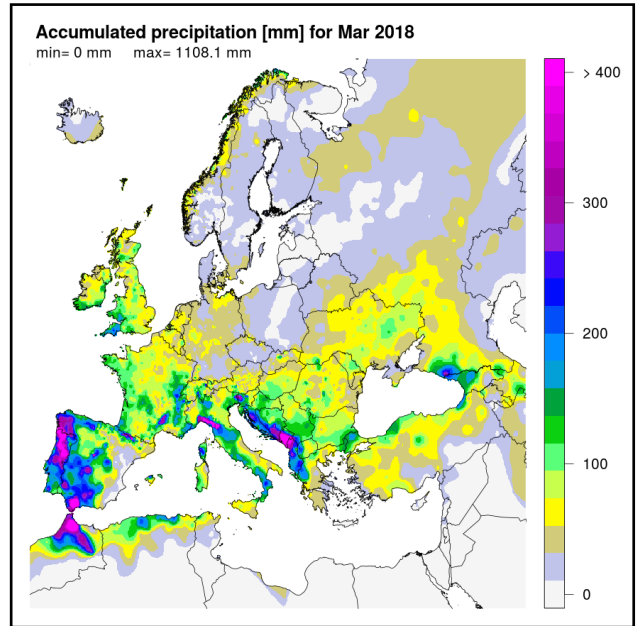 Accumulated precipitation [mm] for Mar 2018
min= 0 mm max= 1108.1 mm
> 400
300
200
100
0